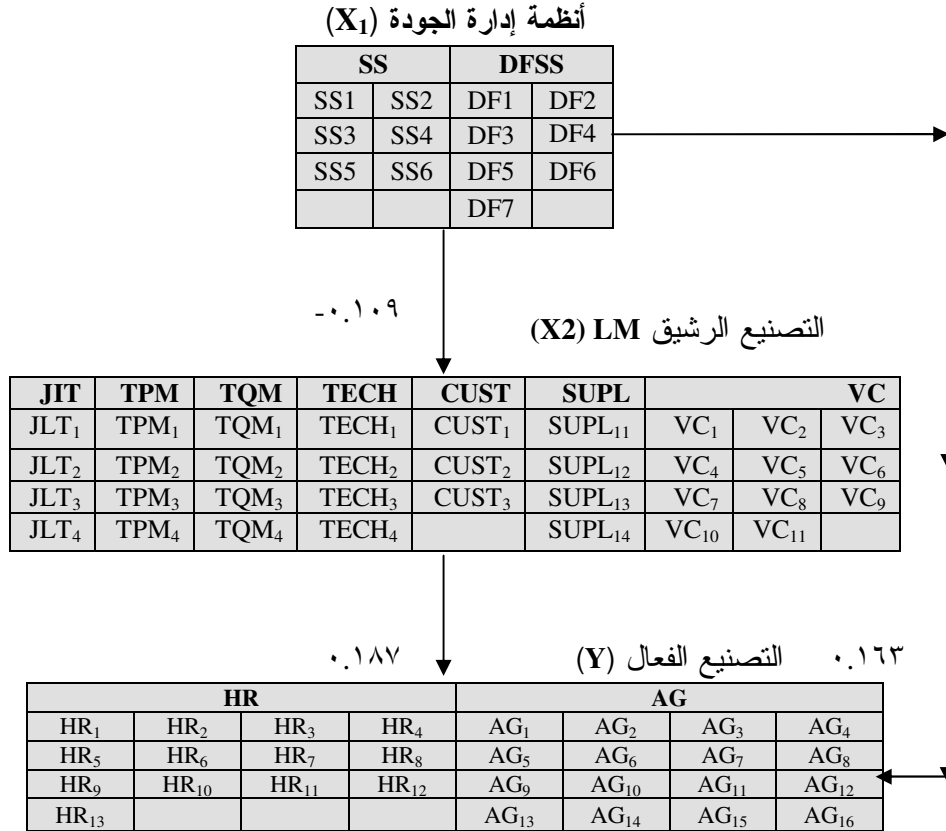 أنظمة إدارة الجودة (X₁)
SS DFSS
SS1 SS2 DF1 DF2
SS3 SS4 DF3 DF4
SS5 SS6 DF5 DF6
DF7
-٠.١٠٩
التصنيع الرشيق LM (X2)
JIT TPM TQM TECH CUST SUPL VC
JLT₁ TPM₁ TQM₁ TECH₁ CUST₁ SUPL₁₁ VC₁ VC₂ VC₃
JLT₂ TPM₂ TQM₂ TECH₂ CUST₂ SUPL₁₂ VC₄ VC₅ VC₆
JLT₃ TPM₃ TQM₃ TECH₃ CUST₃ SUPL₁₃ VC₇ VC₈ VC₉
JLT₄ TPM₄ TQM₄ TECH₄ SUPL₁₄ VC₁₀ VC₁₁
٠.١٦٣ التصنيع الفعال (Y) ٠.١٨٧
HR AG
HR₁ HR₂ HR₃ HR₄ AG₁ AG₂ AG₃ AG₄
HR₅ HR₆ HR₇ HR₈ AG₅ AG₆ AG₇ AG₈
HR₉ HR₁₀ HR₁₁ HR₁₂ AG₉ AG₁₀ AG₁₁ AG₁₂
HR₁₃ AG₁₃ AG₁₄ AG₁₅ AG₁₆